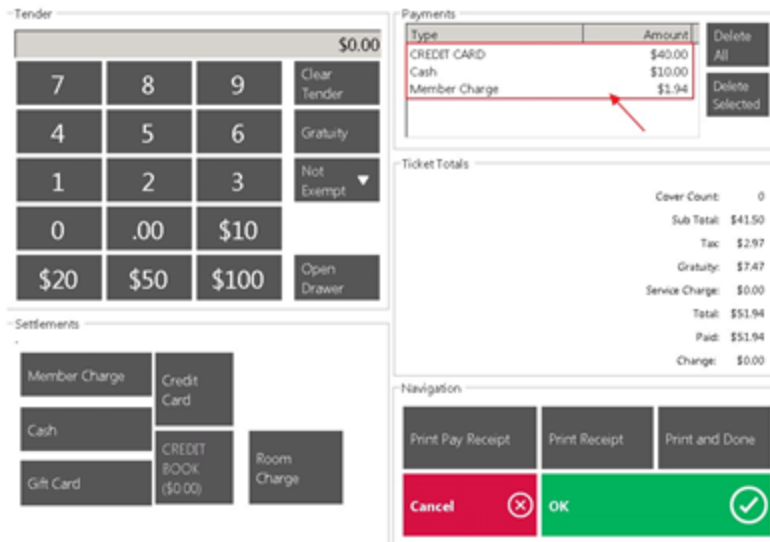 Tender
$0.00
7
8
9
Clear
Tender
4
5
6
Gratuity
1
2
3
Not
Exempt
0
.00
$10
$20
$50
$100
Open
Drawer
Settlements
Member Charge
Credit
Card
Cash
CREDIT
BOOK
($0.00)
Room
Charge
Gift Card
Payments
Type Amount
CREDIT CARD $40.00
Cash $10.00
Member Charge $1.94
Delete
All
Delete
Selected
Ticket Totals
Cover Count: 0
Sub Total: $41.50
Tax: $2.97
Gratuity: $7.47
Service Charge: $0.00
Total: $51.94
Paid: $51.94
Change: $0.00
Navigation
Print Pay Receipt
Print Receipt
Print and Done
Cancel
OK